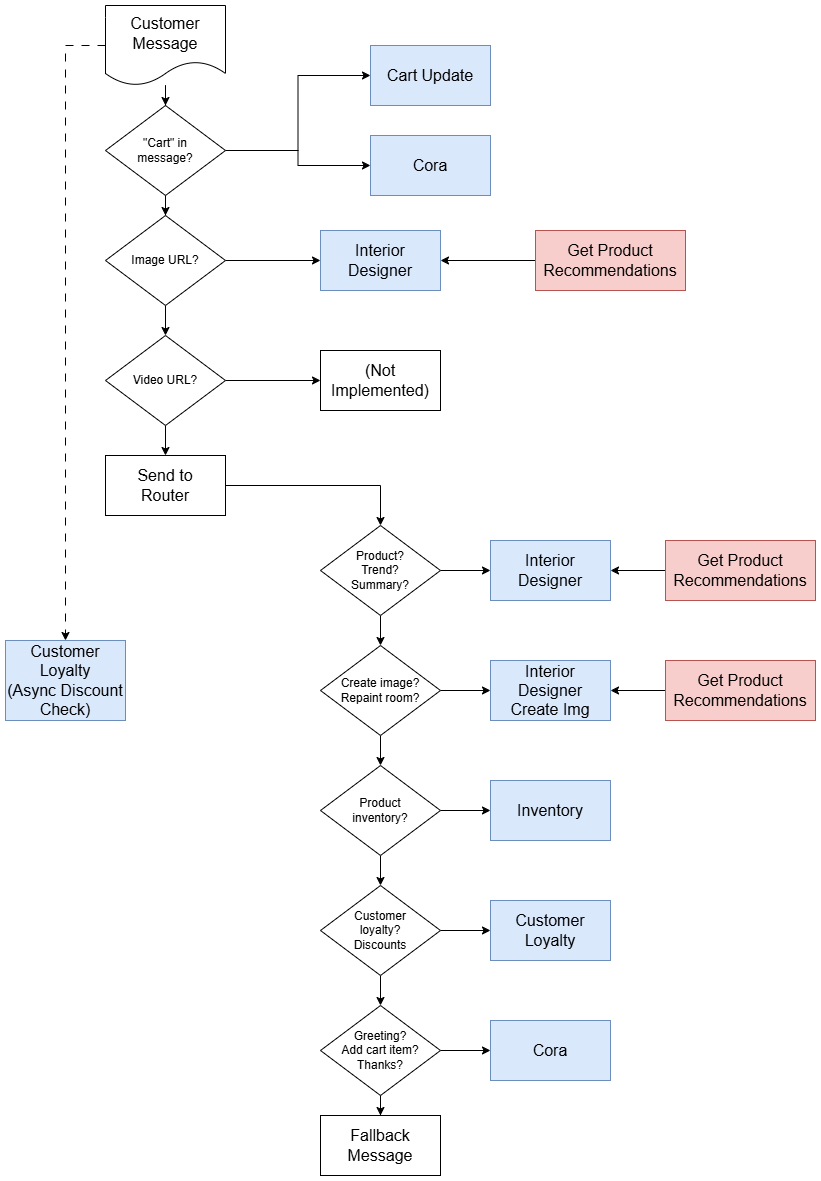 Customer
Message
Cart Update
"Cart" in
message?
Cora
Image URL?
Interior
Designer
Get Product
Recommendations
Video URL?
(Not
Implemented)
Send to
Router
Product?
Trend?
Summary?
Interior
Designer
Get Product
Recommendations
Customer
Loyalty
(Async Discount
Check)
Create image?
Repaint room?
Interior
Designer
Create Img
Get Product
Recommendations
Product
inventory?
Inventory
Customer
loyalty?
Discounts
Customer
Loyalty
Greeting?
Add cart item?
Thanks?
Cora
Fallback
Message